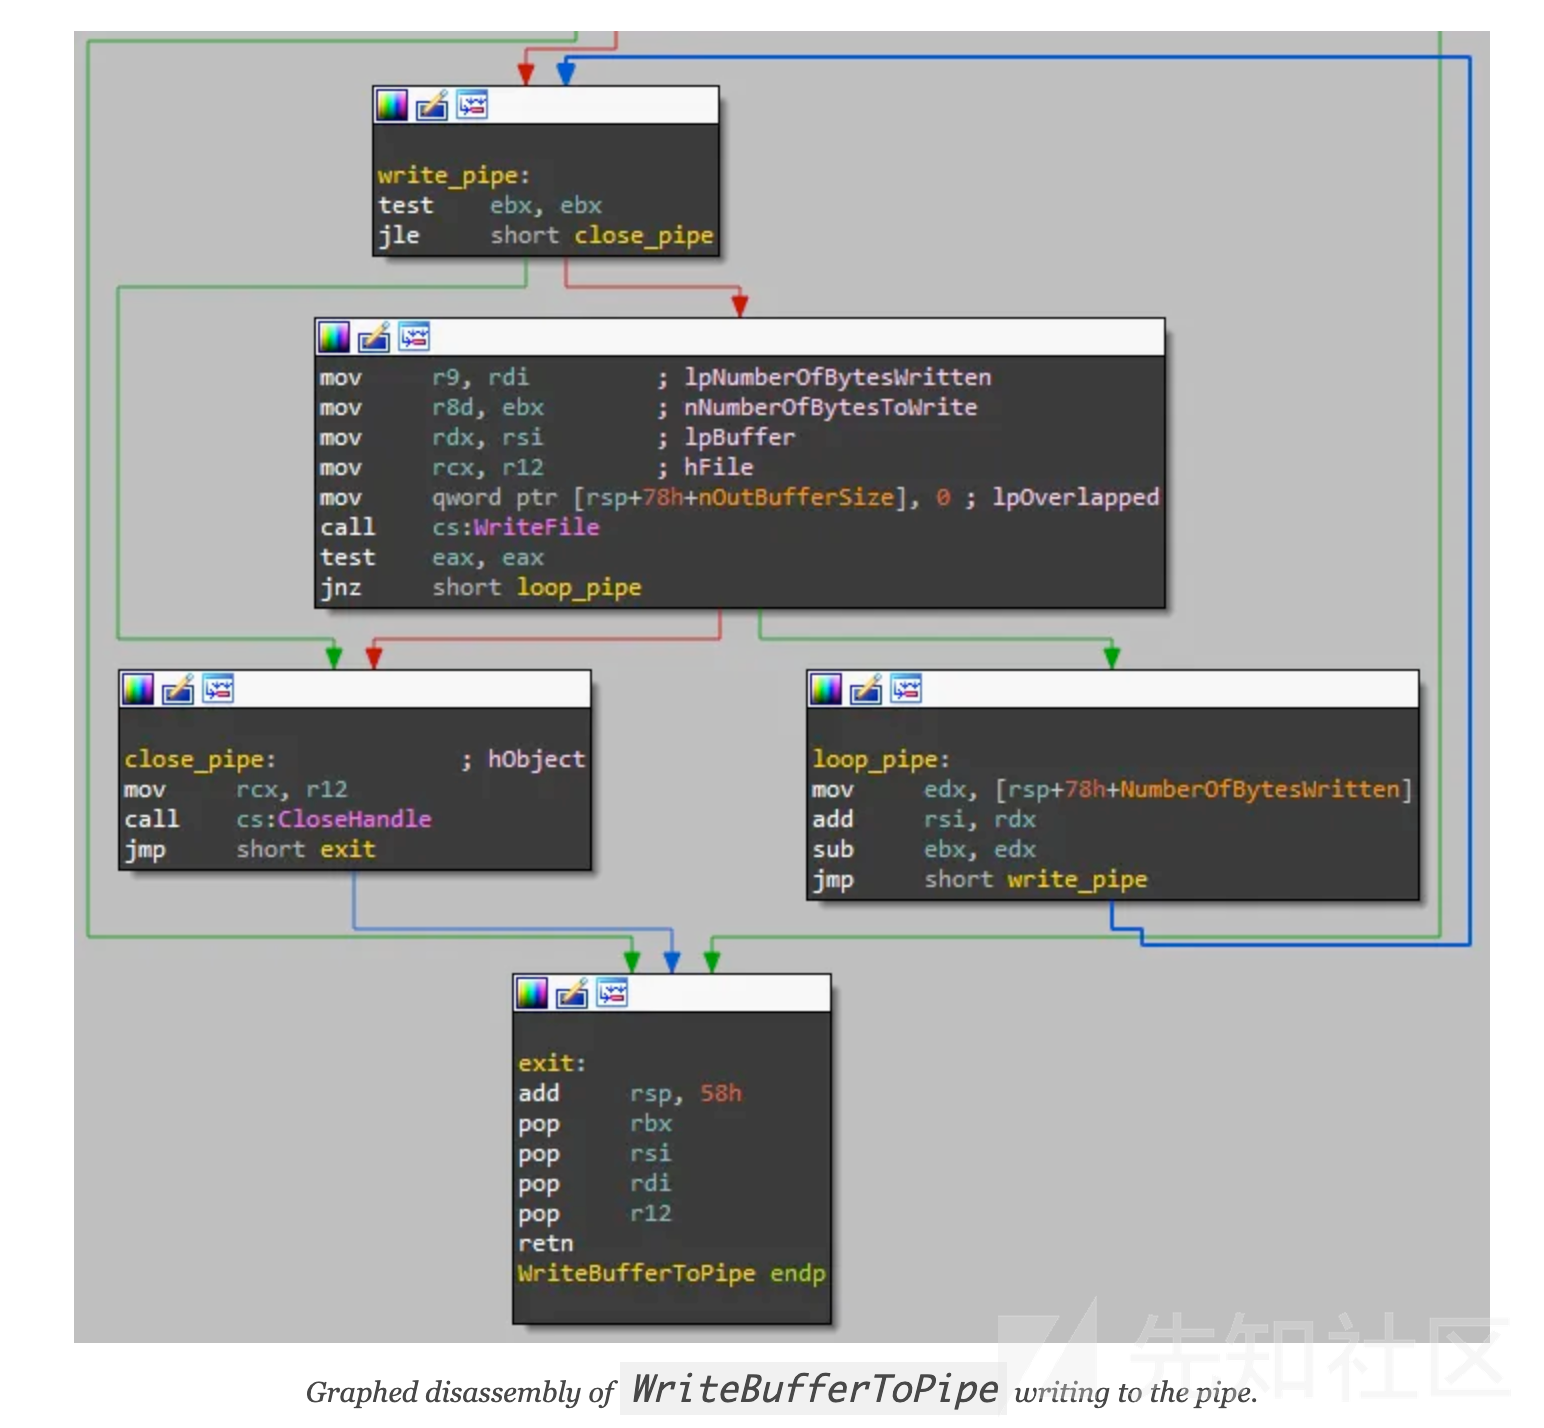 write_pipe:
test ebx, ebx
jle short close_pipe
mov r9, rdi ; lpNumberOfBytesWritten
mov r8d, ebx ; nNumberOfBytesToWrite
mov rdx, rsi ; lpBuffer
mov rcx, r12 ; hFile
mov qword ptr [rsp+78h+nOutBufferSize], 0 ; lpOverlapped
call cs:WriteFile
test eax, eax
jnz short loop_pipe
close_pipe: ; hObject
mov rcx, r12
call cs:CloseHandle
jmp short exit
loop_pipe:
mov edx, [rsp+78h+NumberOfBytesWritten]
add rsi, rdx
sub ebx, edx
jmp short write_pipe
exit:
add rsp, 58h
pop rbx
pop rsi
pop rdi
pop r12
retn
WriteBufferToPipe endp
先知社区
Graphed disassembly of WriteBufferToPipe writing to the pipe.